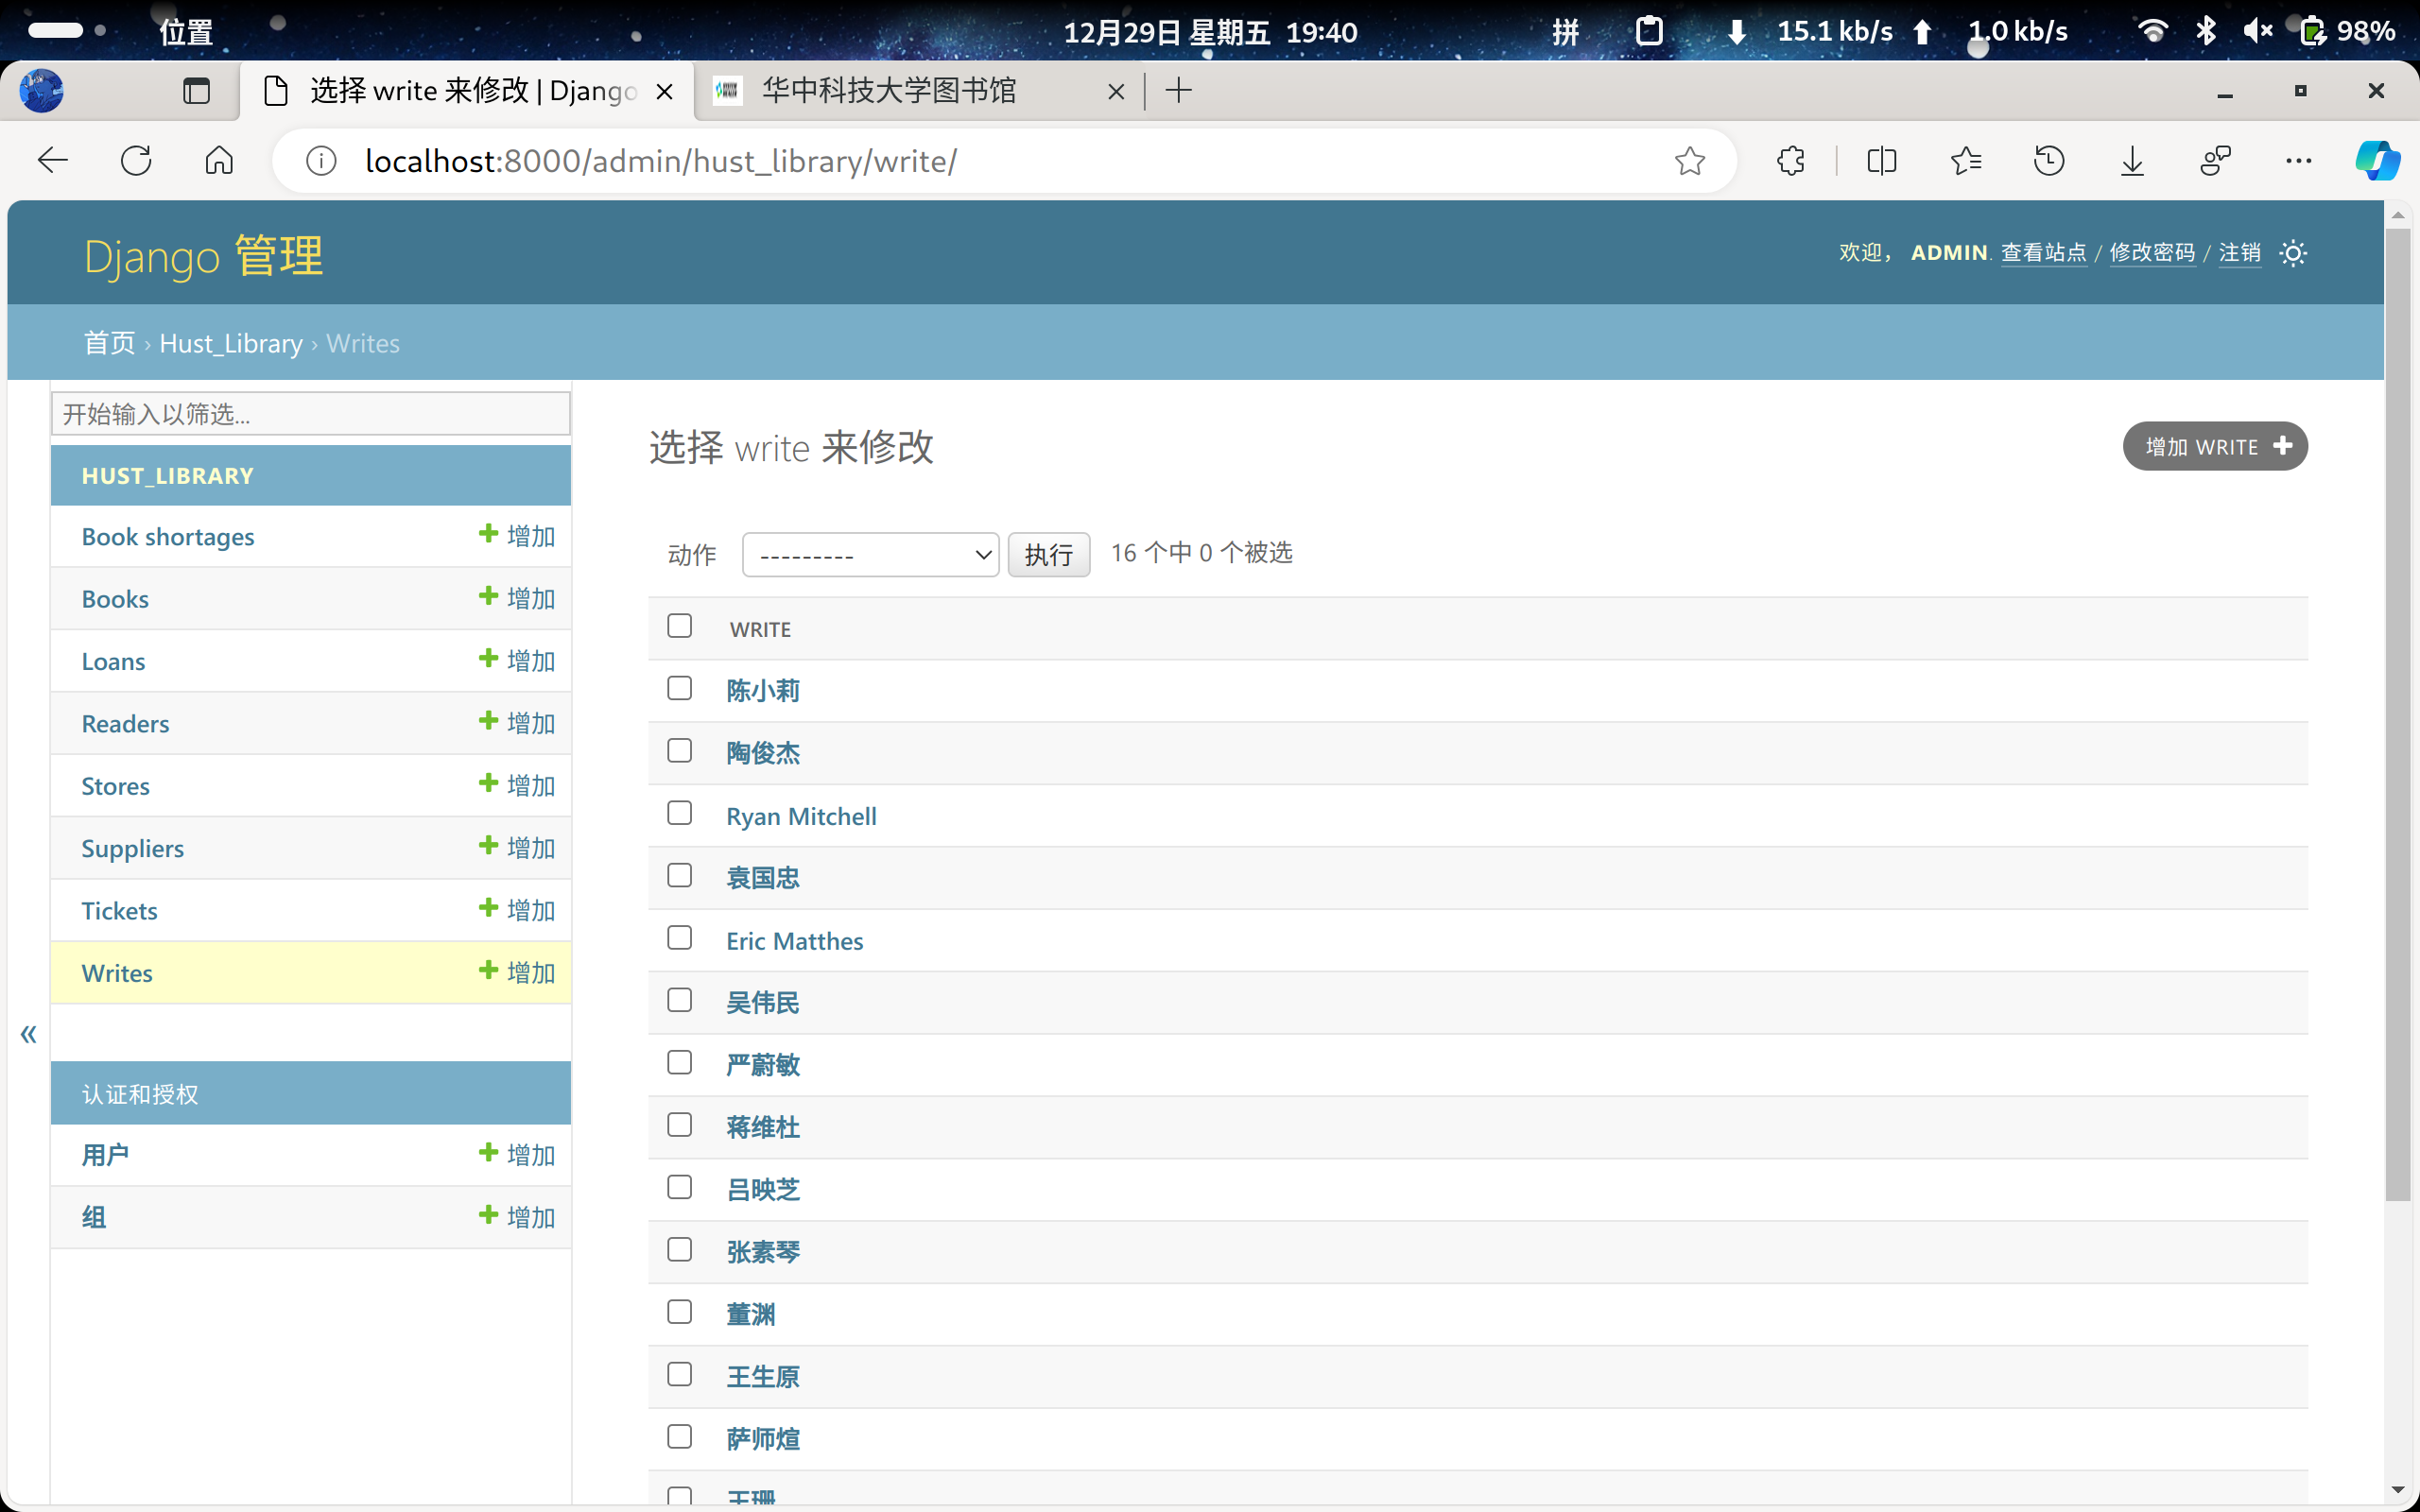 位置 12月29日 星期五 19:40 拼 15.1 kb/s 1.0 kb/s 98%
选择 write 来修改 | Django 华中科技大学图书馆
localhost:8000/admin/hust_library/write/
Django 管理
欢迎， ADMIN. 查看站点 / 修改密码 / 注销
首页 › Hust_Library › Writes
开始输入以筛选...
HUST_LIBRARY
Book shortages 增加
Books 增加
Loans 增加
Readers 增加
Stores 增加
Suppliers 增加
Tickets 增加
Writes 增加
«
认证和授权
用户 增加
组 增加
选择 write 来修改
增加 WRITE
动作 --------- 执行 16 个中 0 个被选
WRITE
陈小莉
陶俊杰
Ryan Mitchell
袁国忠
Eric Matthes
吴伟民
严蔚敏
蒋维杜
吕映芝
张素琴
董渊
王生原
萨师煊
王珊